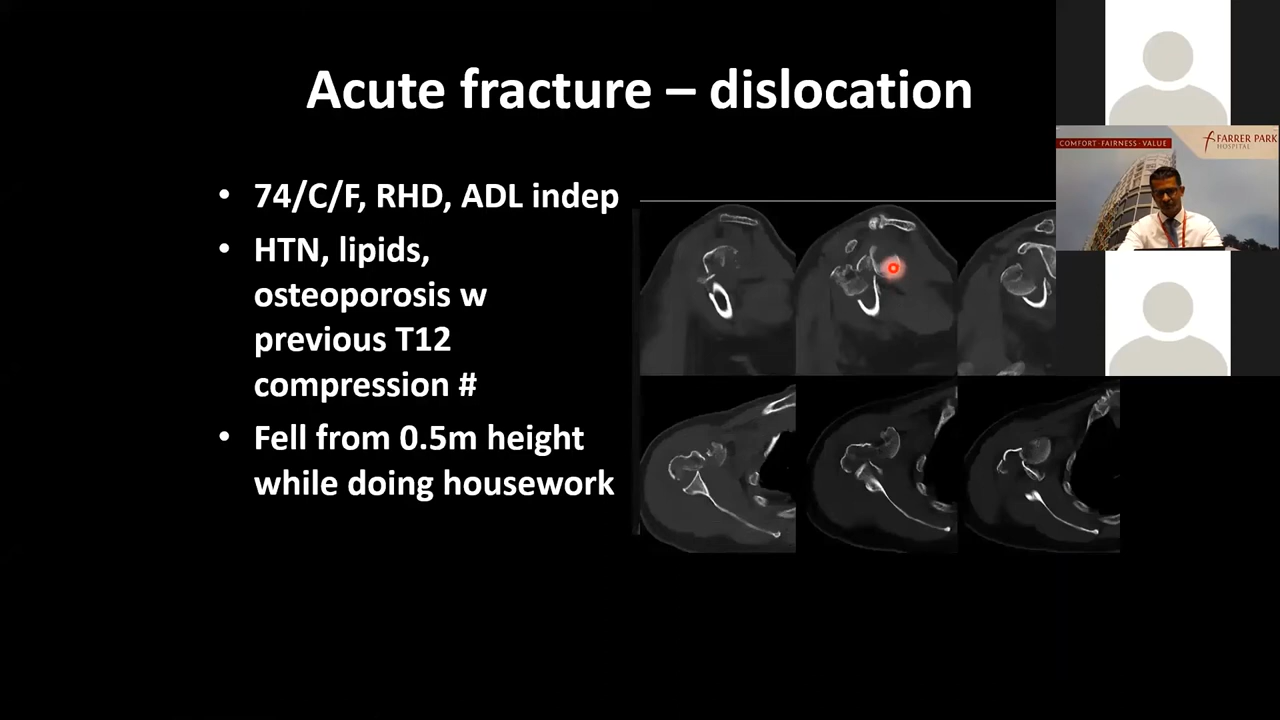 Acute fracture – dislocation
• 74/C/F, RHD, ADL indep
• HTN, lipids,
osteoporosis w
previous T12
compression #
• Fell from 0.5m height
while doing housework
COMFORT · FAIRNESS · VALUE
FARRER PARK
HOSPITAL